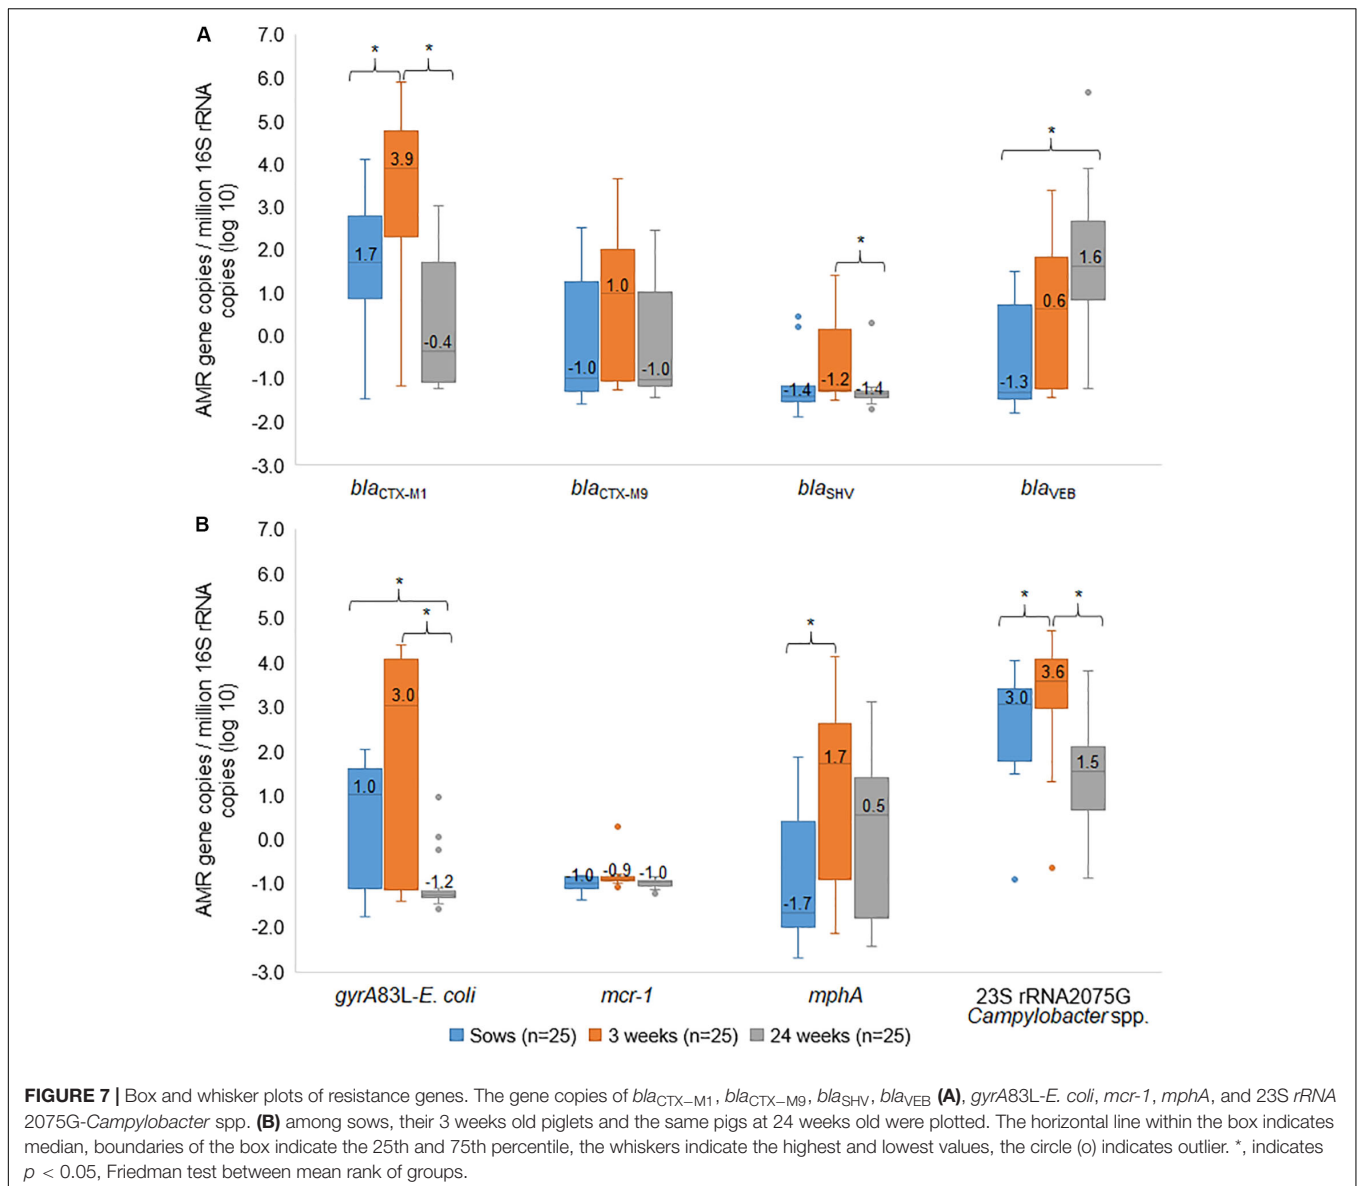 A
7.0
6.0
5.0
4.0
3.0
2.0
1.0
0.0
-1.0
-2.0
-3.0
AMR gene copies / million 16S rRNA
copies (log 10)
* * * *
1.7 3.9 -0.4
-1.0 1.0 -1.0
-1.4 -1.2 -1.4
-1.3 0.6 1.6
blaCTX-M1 blaCTX-M9 blaSHV blaVEB
B
7.0
6.0
5.0
4.0
3.0
2.0
1.0
0.0
-1.0
-2.0
-3.0
AMR gene copies / million 16S rRNA
copies (log 10)
* * * * *
1.0 3.0 -1.2
-1.0 -0.9 -1.0
-1.7 1.7 0.5
3.0 3.6 1.5
gyrA83L-E. coli mcr-1 mphA 23S rRNA2075G
Campylobacter spp.
Sows (n=25) 3 weeks (n=25) 24 weeks (n=25)
FIGURE 7 | Box and whisker plots of resistance genes. The gene copies of blaCTX−M1, blaCTX−M9, blaSHV, blaVEB (A), gyrA83L-E. coli, mcr-1, mphA, and 23S rRNA
2075G-Campylobacter spp. (B) among sows, their 3 weeks old piglets and the same pigs at 24 weeks old were plotted. The horizontal line within the box indicates
median, boundaries of the box indicate the 25th and 75th percentile, the whiskers indicate the highest and lowest values, the circle (o) indicates outlier. *, indicates
p < 0.05, Friedman test between mean rank of groups.